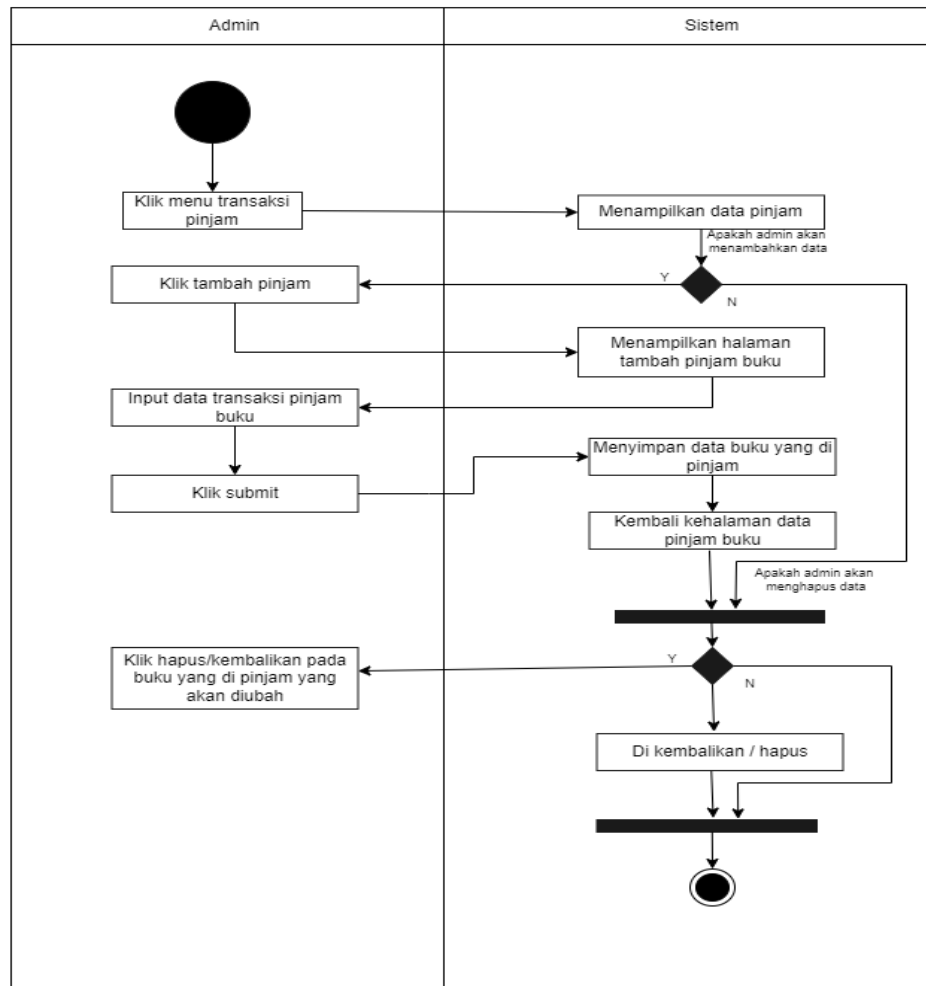 Admin
Sistem
Klik menu transaksi
pinjam
Menampilkan data pinjam
Apakah admin akan
menambahkan data
Klik tambah pinjam
Y
N
Menampilkan halaman
tambah pinjam buku
Input data transaksi pinjam
buku
Menyimpan data buku yang di
pinjam
Klik submit
Kembali kehalaman data
pinjam buku
Apakah admin akan
menghapus data
Klik hapus/kembalikan pada
buku yang di pinjam yang
akan diubah
Y
N
Di kembalikan / hapus